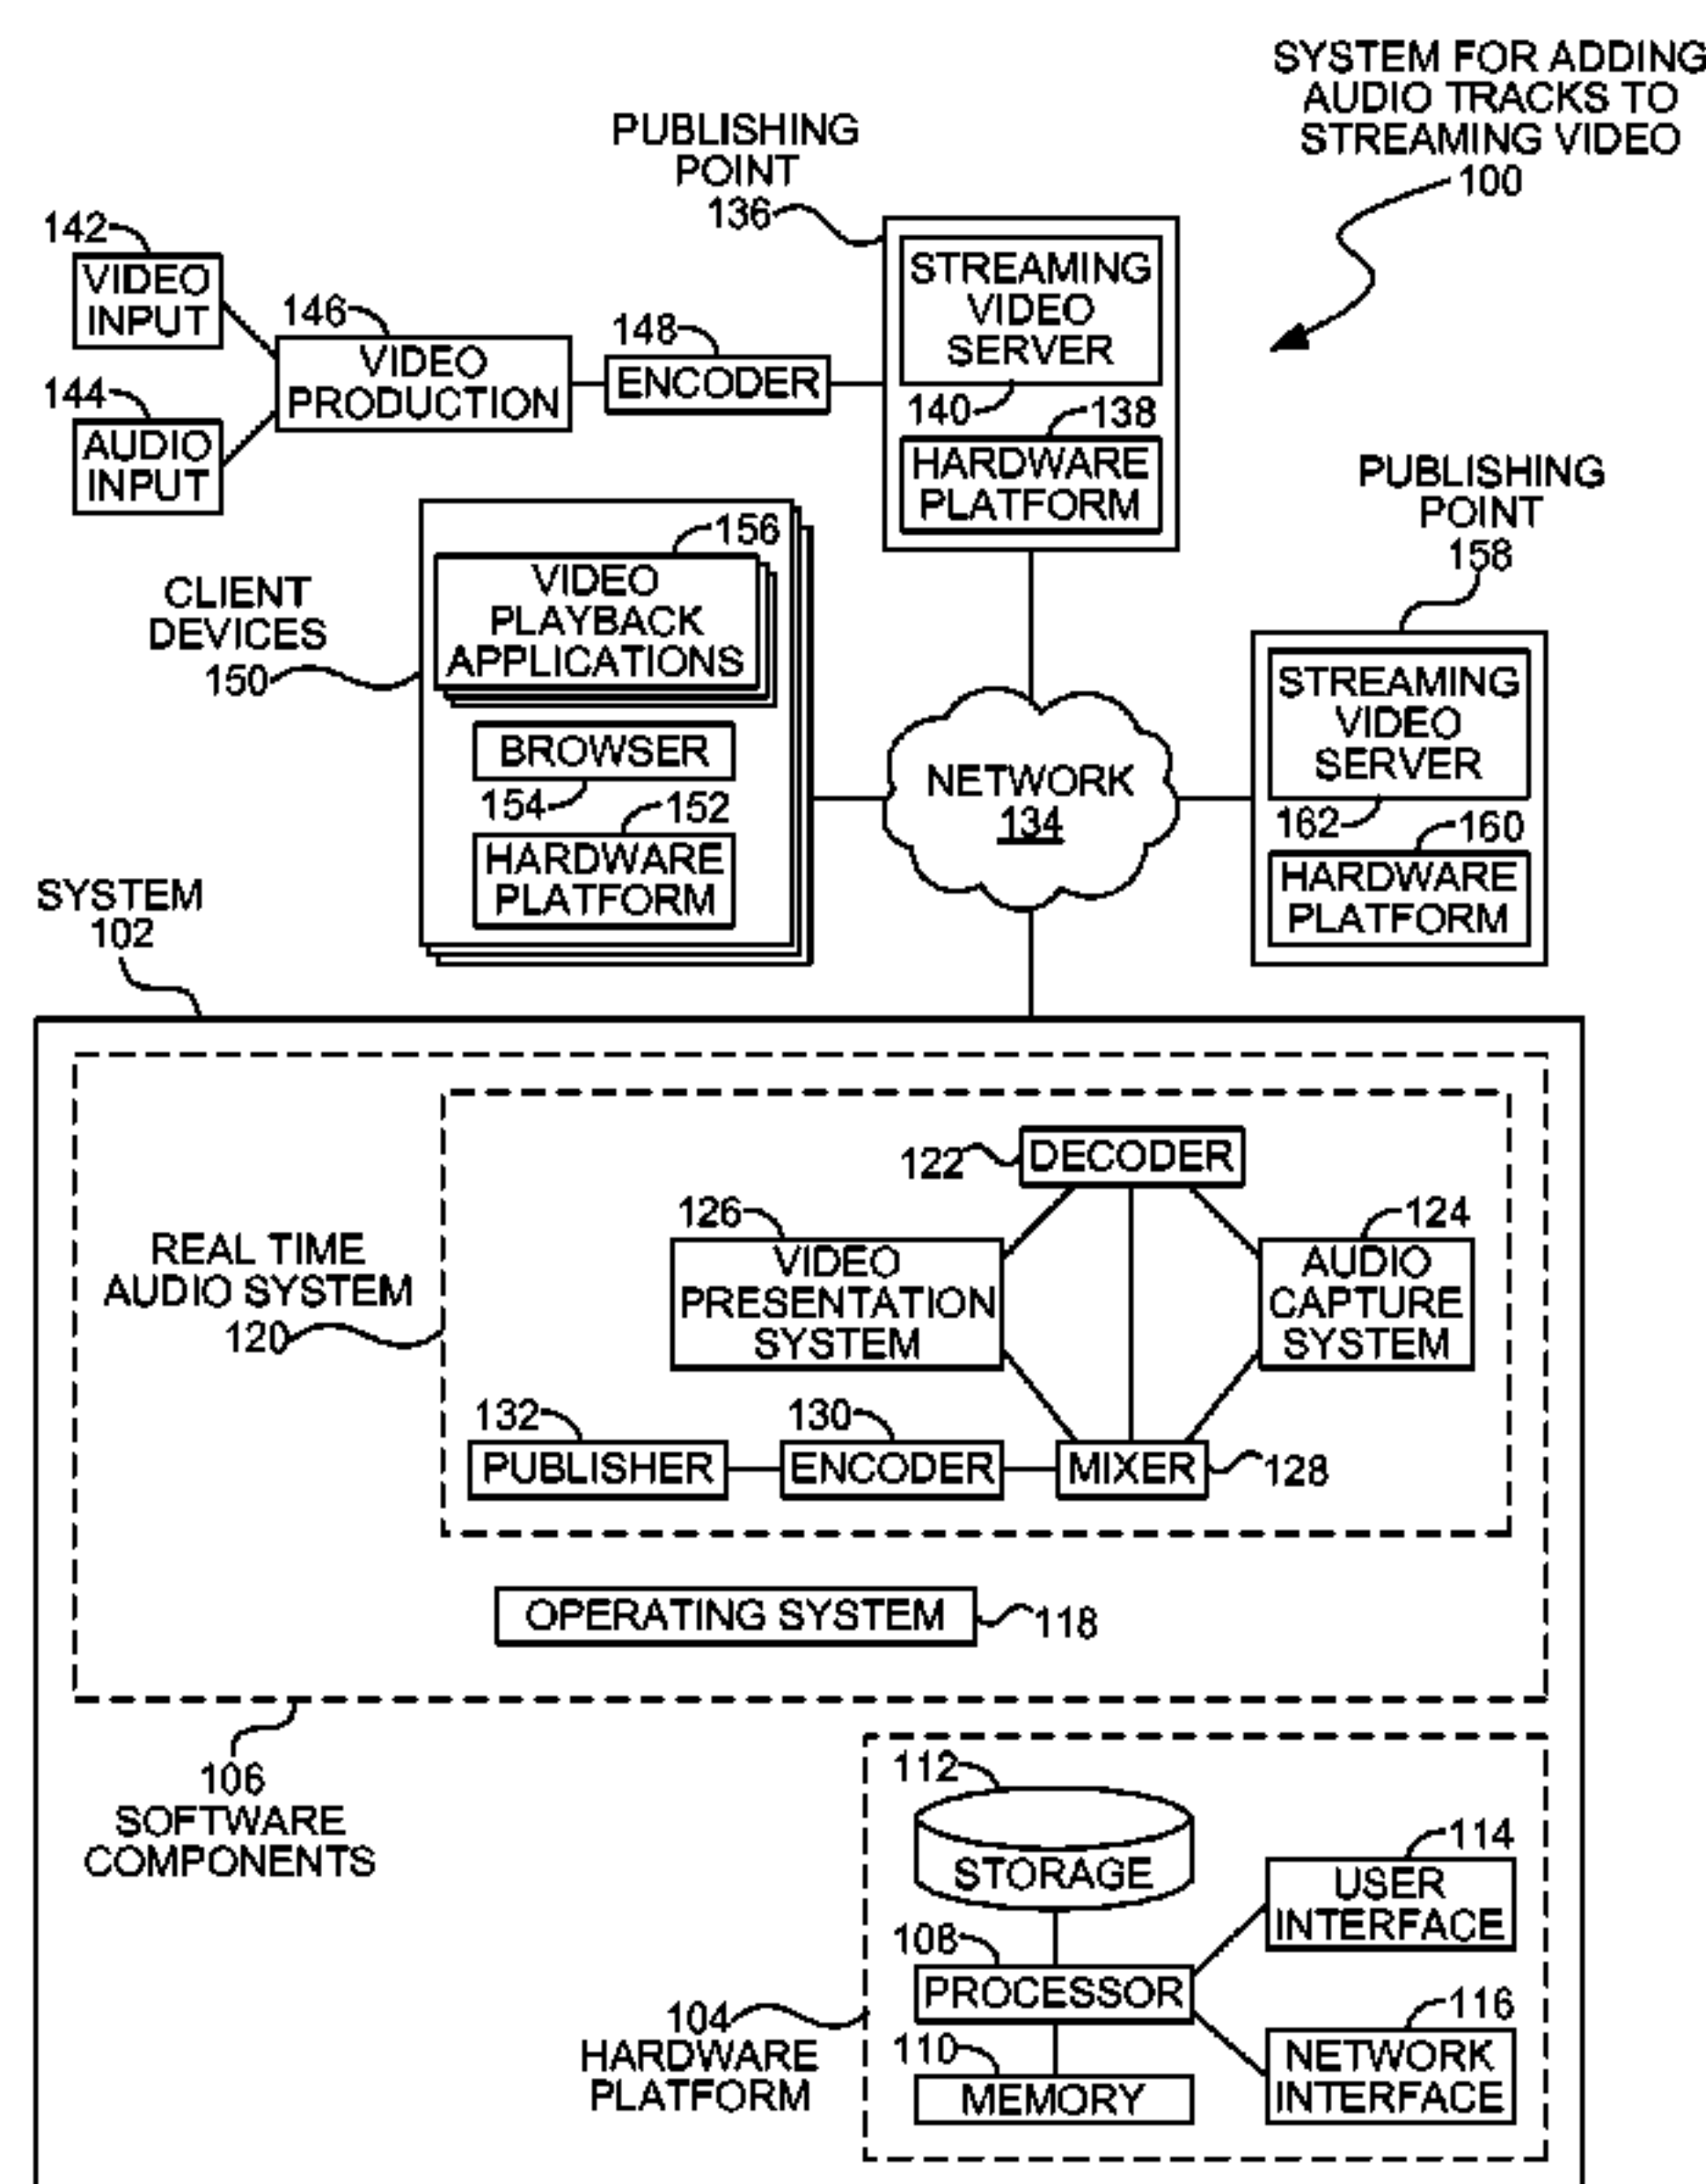 SYSTEM FOR ADDING
AUDIO TRACKS TO
STREAMING VIDEO
100
PUBLISHING
POINT
136
142
VIDEO
INPUT
144
AUDIO
INPUT
146
VIDEO
PRODUCTION
148
ENCODER
STREAMING
VIDEO
SERVER
140
138
HARDWARE
PLATFORM
PUBLISHING
POINT
158
STREAMING
VIDEO
SERVER
162
160
HARDWARE
PLATFORM
CLIENT
DEVICES
150
156
VIDEO
PLAYBACK
APPLICATIONS
BROWSER
154
152
HARDWARE
PLATFORM
NETWORK
134
SYSTEM
102
REAL TIME
AUDIO SYSTEM
120
122
DECODER
126
VIDEO
PRESENTATION
SYSTEM
124
AUDIO
CAPTURE
SYSTEM
132
PUBLISHER
130
ENCODER
MIXER
128
OPERATING SYSTEM
118
106
SOFTWARE
COMPONENTS
104
HARDWARE
PLATFORM
112
STORAGE
108
PROCESSOR
110
MEMORY
114
USER
INTERFACE
116
NETWORK
INTERFACE